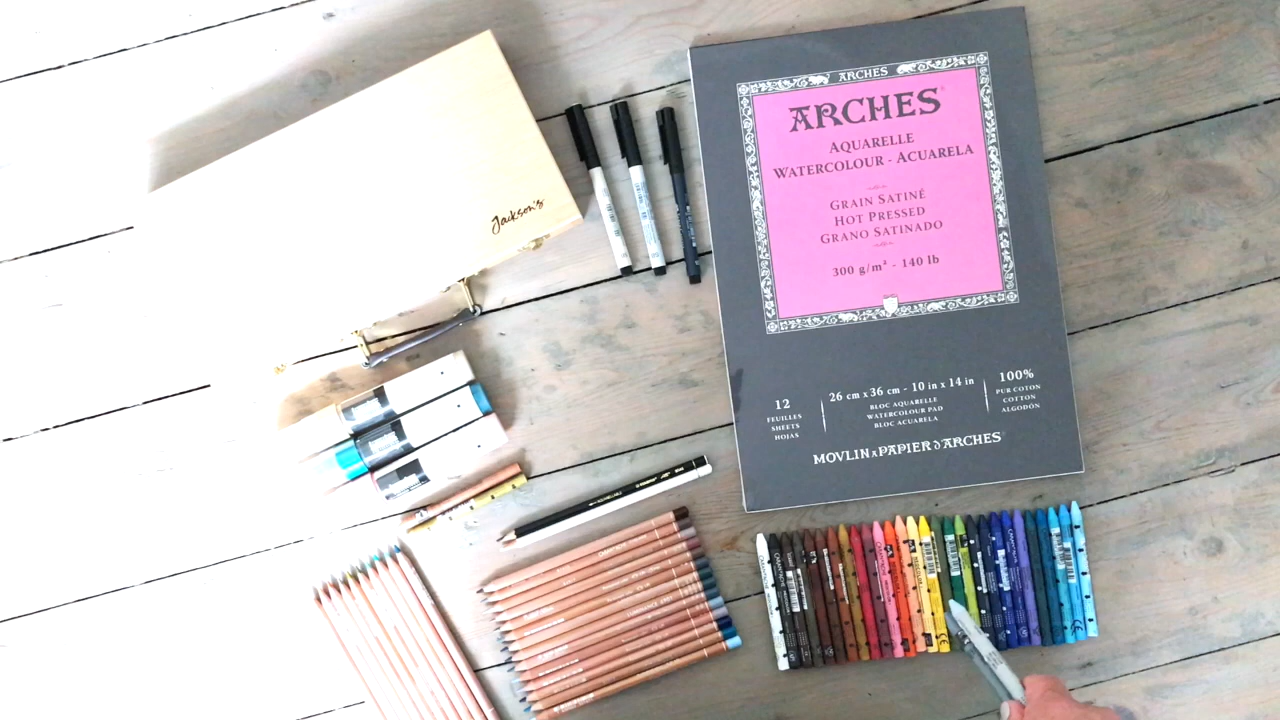 Jackson's
ARCHES
ARCHES
AQUARELLE
WATERCOLOUR - ACUARELA
GRAIN SATINÉ
HOT PRESSED
GRANO SATINADO
300 g/m² - 140 lb
12
FEUILLES
SHEETS
HOJAS
26 cm x 36 cm - 10 in x 14 in
BLOC AQUARELLE
WATERCOLOUR PAD
BLOC ACUARELA
100%
PUR COTON
COTTON
ALGODÓN
MOVLIN & PAPIER D ARCHES